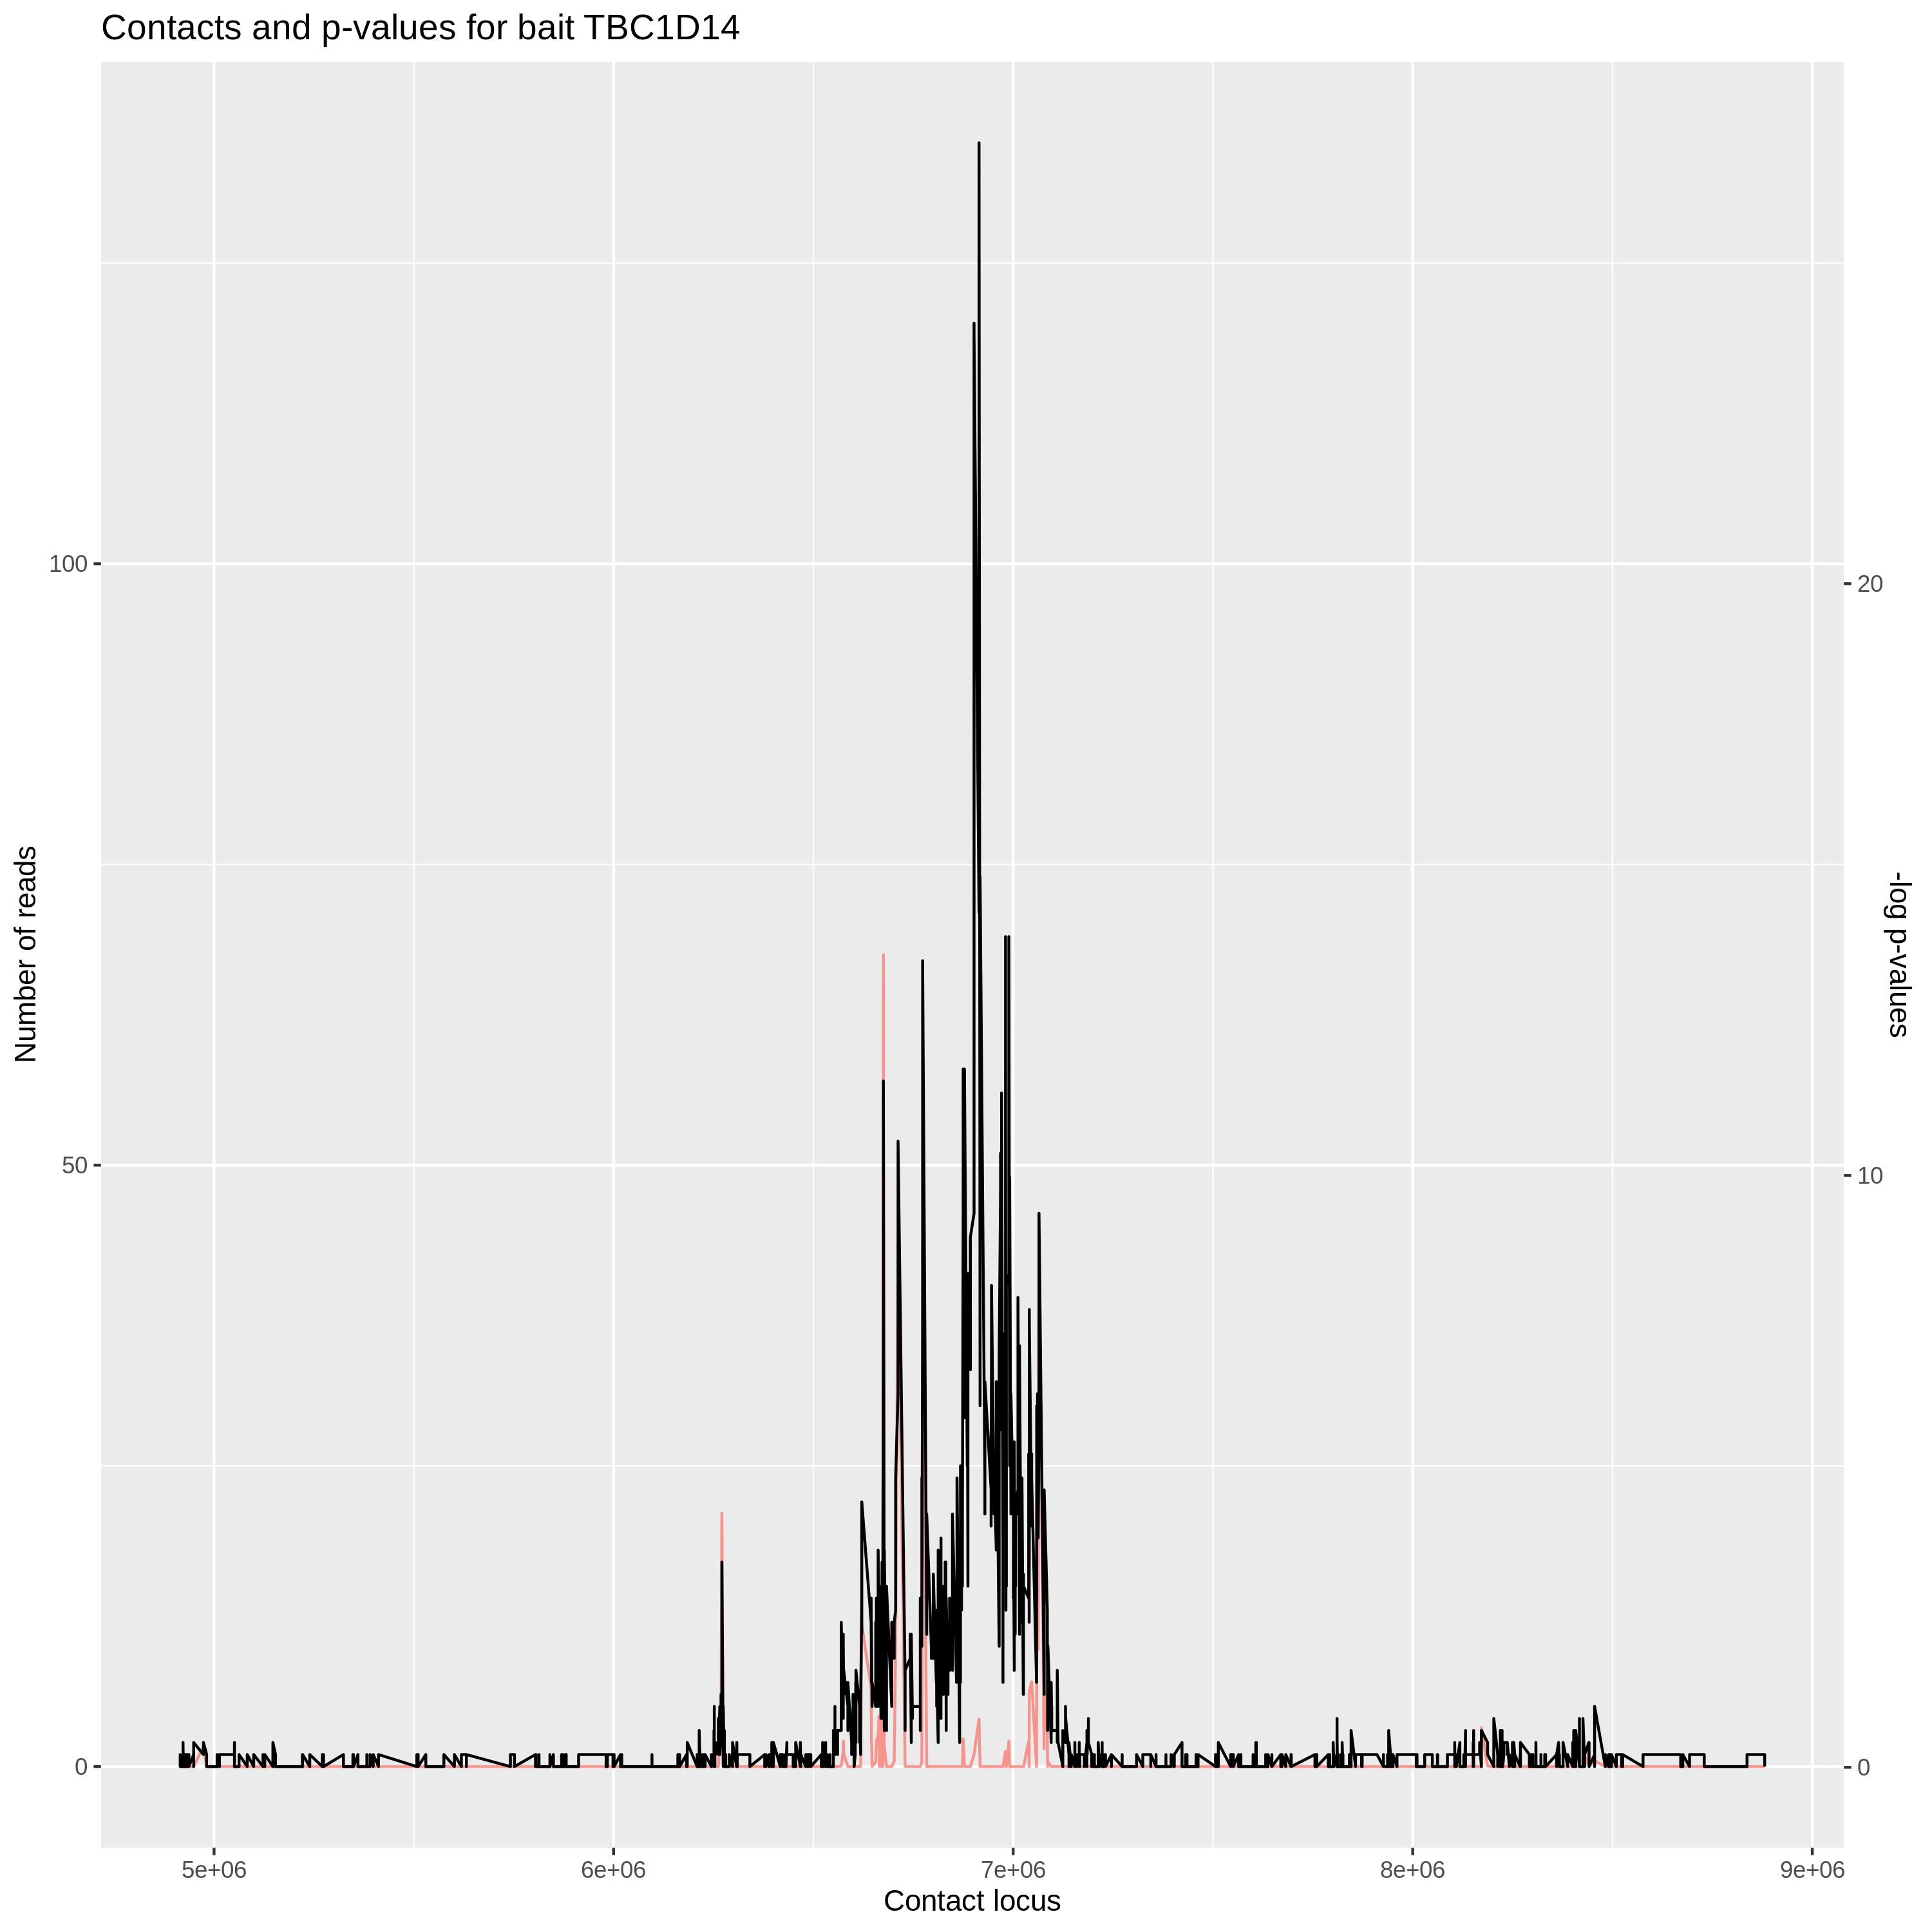 Contacts and p-values for bait TBC1D14
100
50
0
Number of reads
20
10
0
-log p-values
5e+06
6e+06
7e+06
8e+06
9e+06
Contact locus